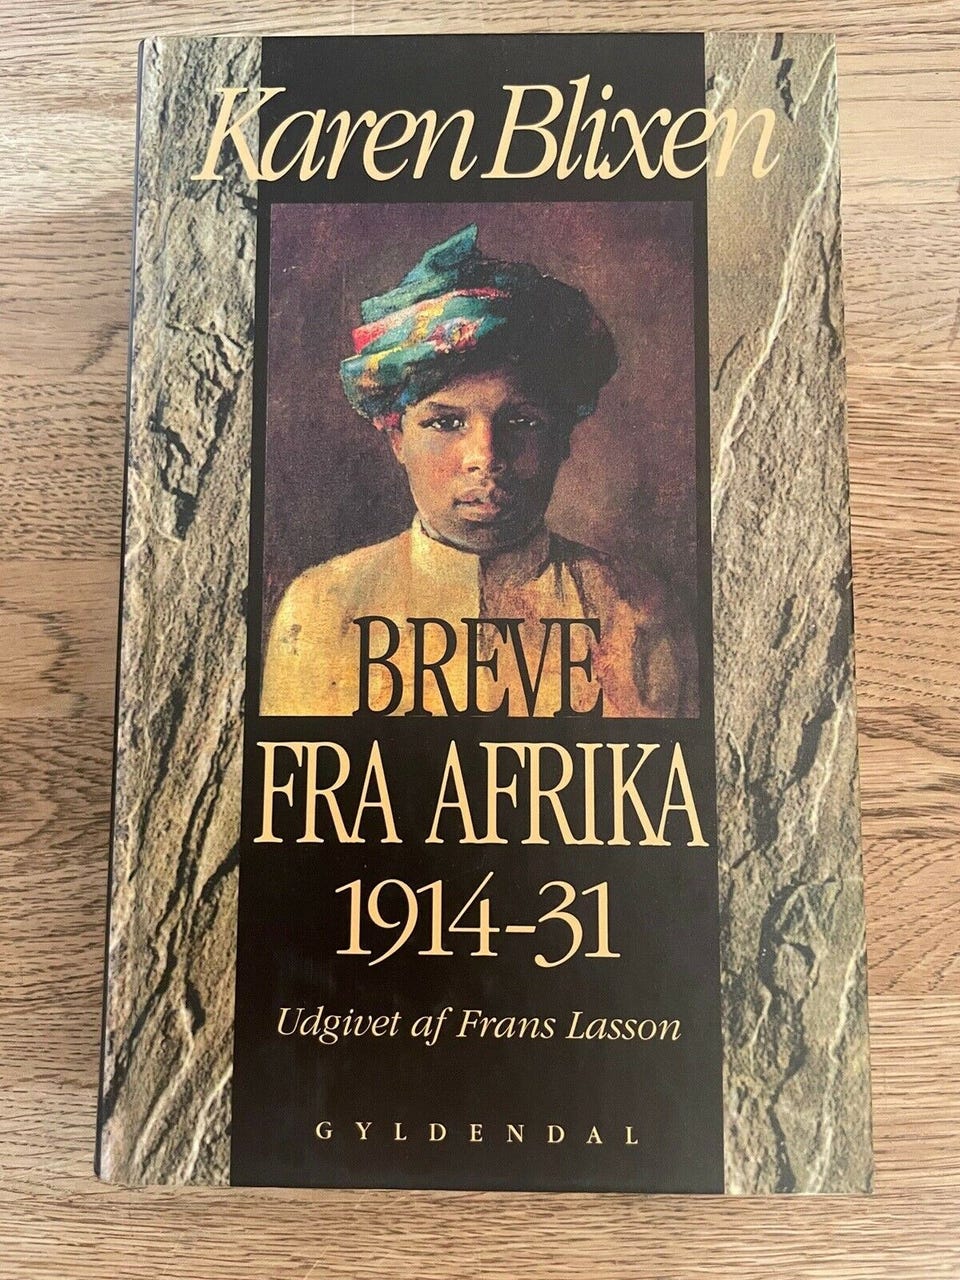 Karen Blixen
BREVE
FRA AFRIKA
1914-31
Udgivet af Frans Lasson
GYLDENDAL